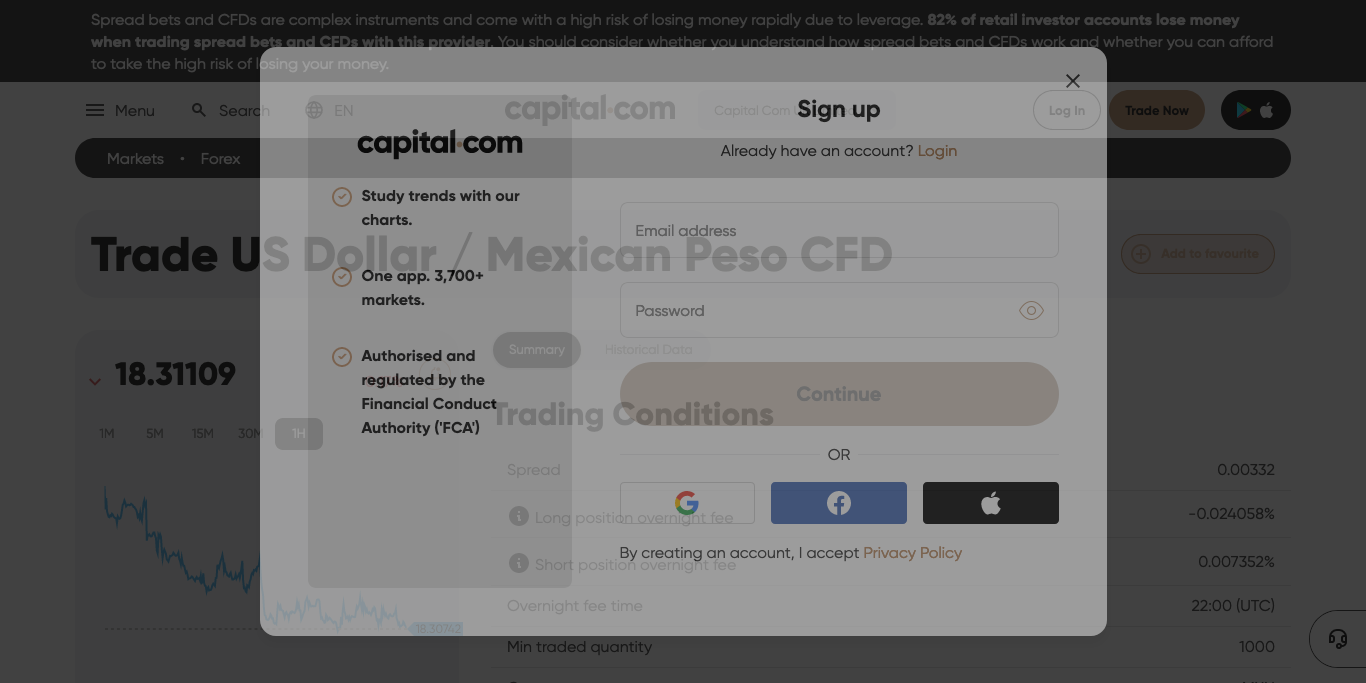 Spread bets and CFDs are complex instruments and come with a high risk of losing money rapidly due to leverage. 82% of retail investor accounts lose money
when trading spread bets and CFDs with this provider. You should consider whether you understand how spread bets and CFDs work and whether you can afford
to take the high risk of losing your money.
Menu
Search
EN
capital.com
Capital Com
Log In
Trade Now
Markets
Forex
Trade US Dollar / Mexican Peso CFD
Add to favourite
18.31109
1M 5M 15M 30M 1H
18.30742
Summary
Historical Data
Trading Conditions
Spread
0.00332
Long position overnight fee
-0.024058%
Short position overnight fee
0.007352%
Overnight fee time
22:00 (UTC)
Min traded quantity
1000
capital.com
Study trends with our
charts.
One app. 3,700+
markets.
Authorised and
regulated by the
Financial Conduct
Authority ('FCA')
Sign up
Already have an account? Login
Email address
Password
Continue
OR
By creating an account, I accept Privacy Policy